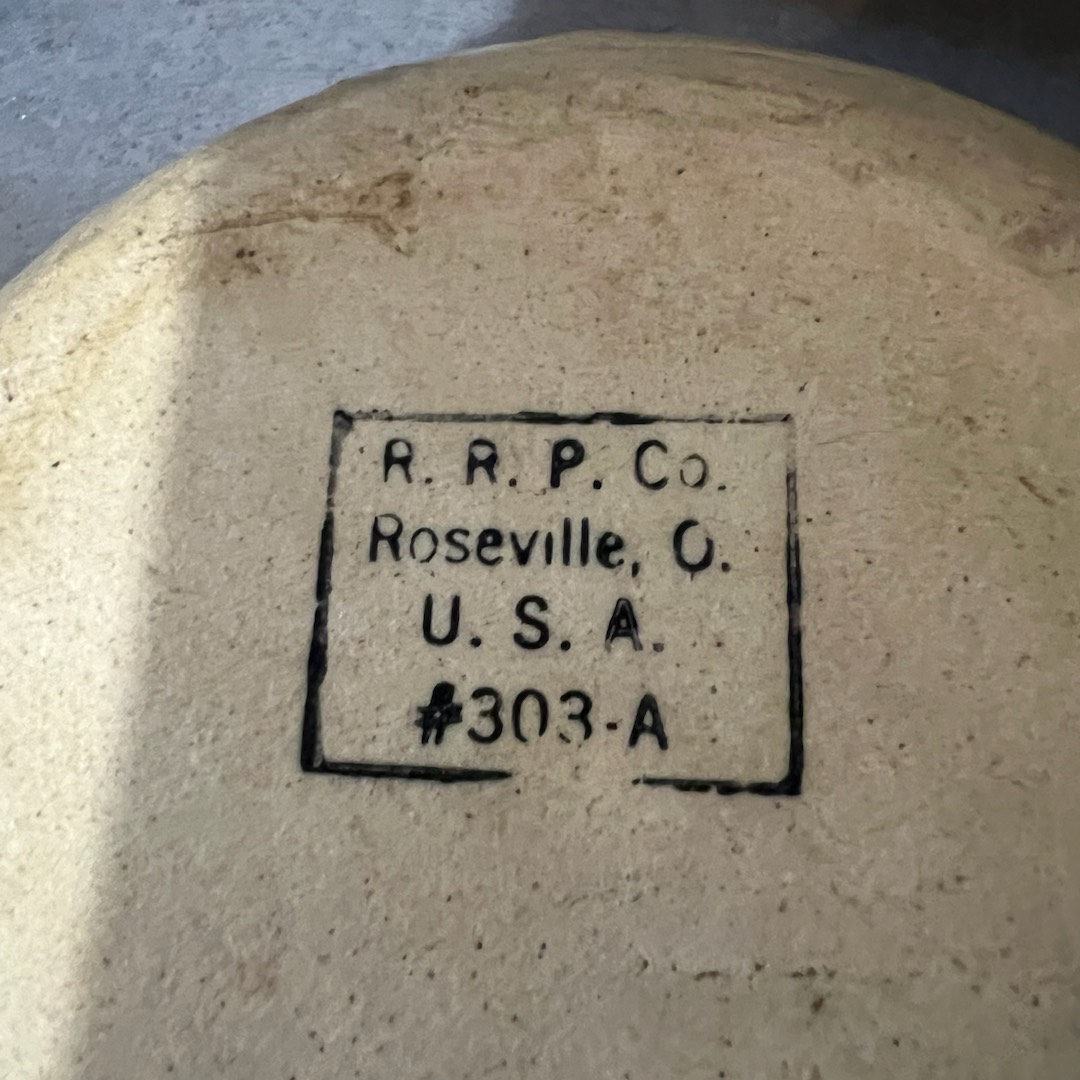 R. R. P. Co.
Roseville, O.
U. S. A.
#303-A